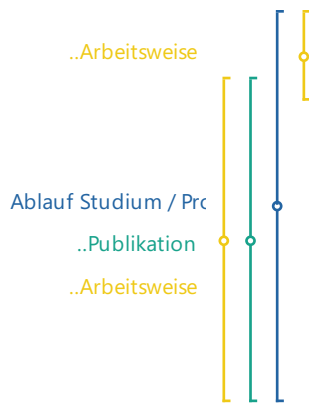 ..Arbeitsweise
Ablauf Studium / Pro
..Publikation
..Arbeitsweise